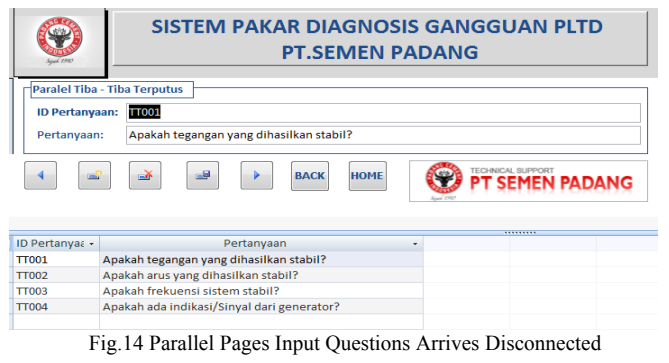 SISTEM PAKAR DIAGNOSIS GANGGUAN PLTD
PT.SEMEN PADANG
Paralel Tiba - Tiba Terputus
ID Pertanyaan: TT001
Pertanyaan: Apakah tegangan yang dihasilkan stabil?
BACK HOME
TECHNICAL SUPPORT
PT SEMEN PADANG
ID Pertanyaa Pertanyaan
TT001 Apakah tegangan yang dihasilkan stabil?
TT002 Apakah arus yang dihasilkan stabil?
TT003 Apakah frekuensi sistem stabil?
TT004 Apakah ada indikasi/Sinyal dari generator?
Fig.14 Parallel Pages Input Questions Arrives Disconnected